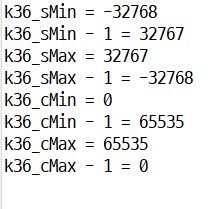 k36_sMin = -32768
k36_sMin - 1 = 32767
k36_sMax = 32767
k36_sMax - 1 = -32768
k36_cMin = 0
k36_cMin - 1 = 65535
k36_cMax = 65535
k36_cMax - 1 = 0